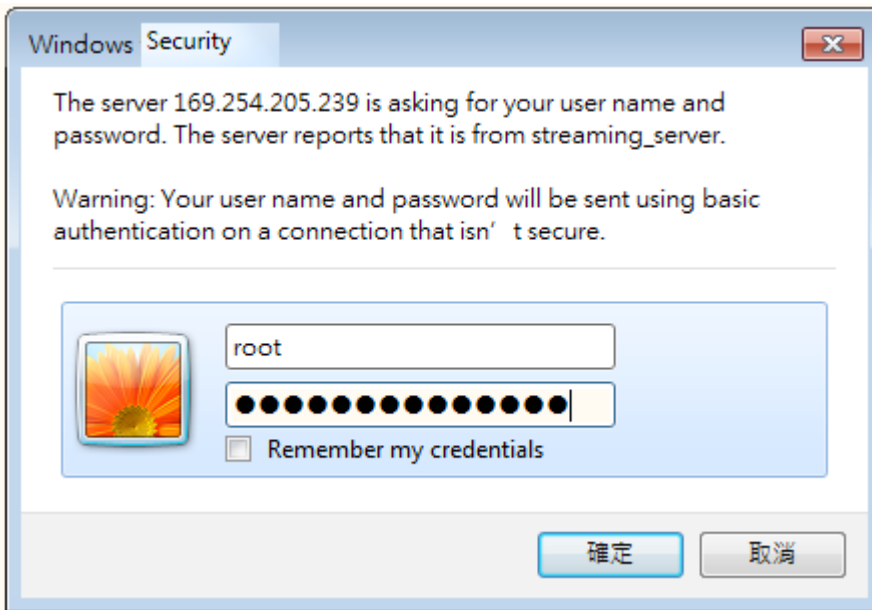 Windows Security
The server 169.254.205.239 is asking for your user name and
password. The server reports that it is from streaming_server.
Warning: Your user name and password will be sent using basic
authentication on a connection that isn’t secure.
root
●●●●●●●●●●●●●●
Remember my credentials
確定 取消